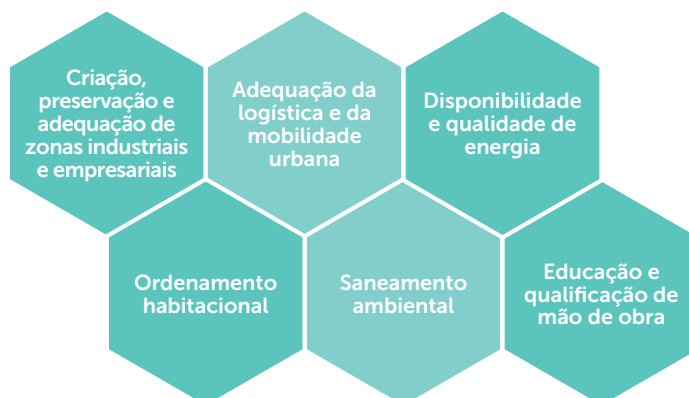 Criação,
preservação e
adequação de
zonas industriais
e empresariais
Adequação da
logística e da
mobilidade
urbana
Disponibilidade
e qualidade de
energia
Ordenamento
habitacional
Saneamento
ambiental
Educação e
qualificação de
mão de obra